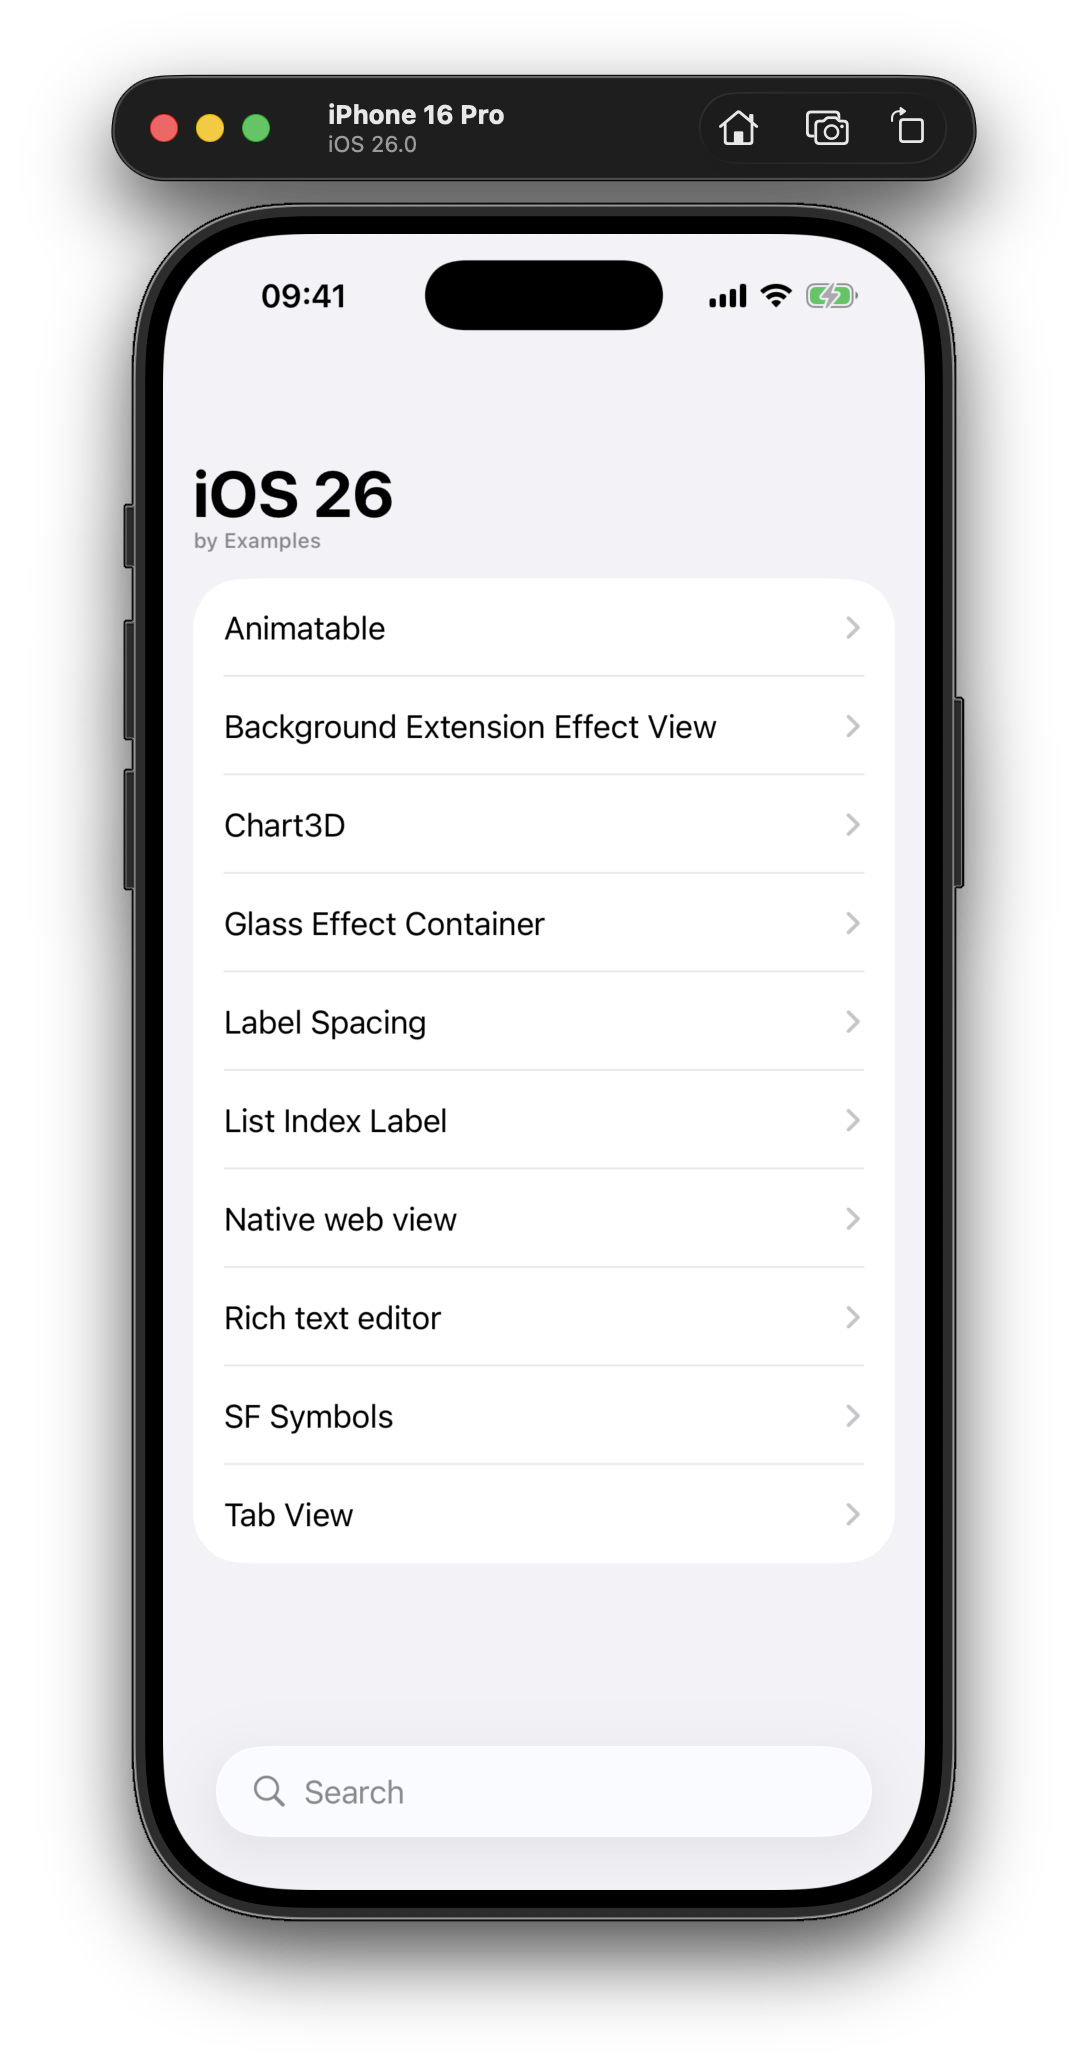 iPhone 16 Pro
iOS 26.0
09:41
iOS 26
by Examples
Animatable
Background Extension Effect View
Chart3D
Glass Effect Container
Label Spacing
List Index Label
Native web view
Rich text editor
SF Symbols
Tab View
Search